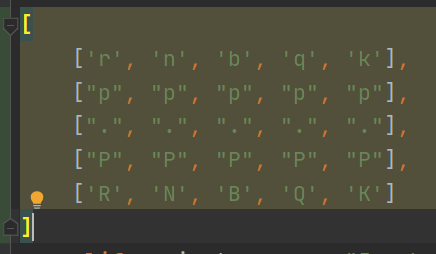 [
['r', 'n', 'b', 'q', 'k'],
["p", "p", "p", "p", "p"],
[".", ".", ".", ".", "."],
["P", "P", "P", "P", "P"],
['R', 'N', 'B', 'Q', 'K']
]